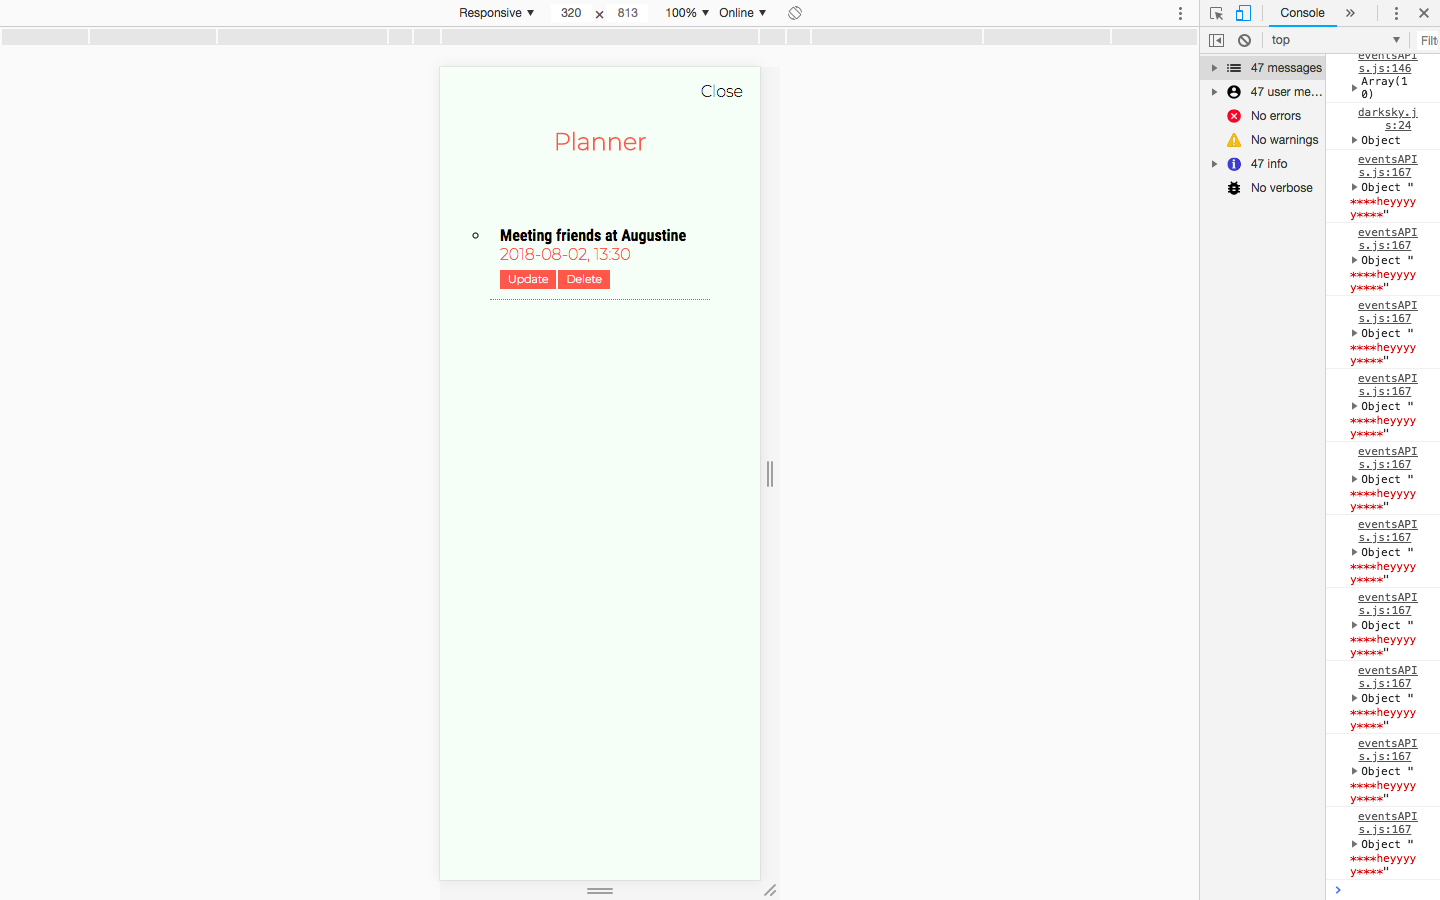 Responsive ▼ 320 × 813 100% ▼ Online ▼
Console »
top ▼
Filt
Close
Planner
Meeting friends at Augustine
2018-08-02, 13:30
Update Delete
47 messages
47 user me...
No errors
No warnings
47 info
No verbose
eventsAPI
s.js:146
Array(1
0)
darksky.j
s:24
Object
eventsAPI
s.js:167
Object "
****heyyyy
y****"
eventsAPI
s.js:167
Object "
****heyyyy
y****"
eventsAPI
s.js:167
Object "
****heyyyy
y****"
eventsAPI
s.js:167
Object "
****heyyyy
y****"
eventsAPI
s.js:167
Object "
****heyyyy
y****"
eventsAPI
s.js:167
Object "
****heyyyy
y****"
eventsAPI
s.js:167
Object "
****heyyyy
y****"
eventsAPI
s.js:167
Object "
****heyyyy
y****"
eventsAPI
s.js:167
Object "
****heyyyy
y****"
eventsAPI
s.js:167
Object "
****heyyyy
y****"